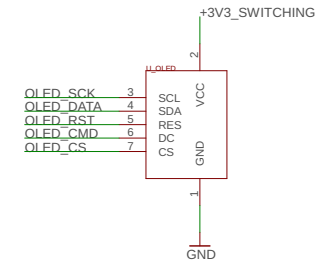 +3V3_SWITCHING
2
U_OLED
OLED_SCK 3 SCL
OLED_DATA 4 SDA
OLED_RST 5 RES
OLED_CMD 6 DC
OLED_CS 7 CS
VCC
GND
1
GND